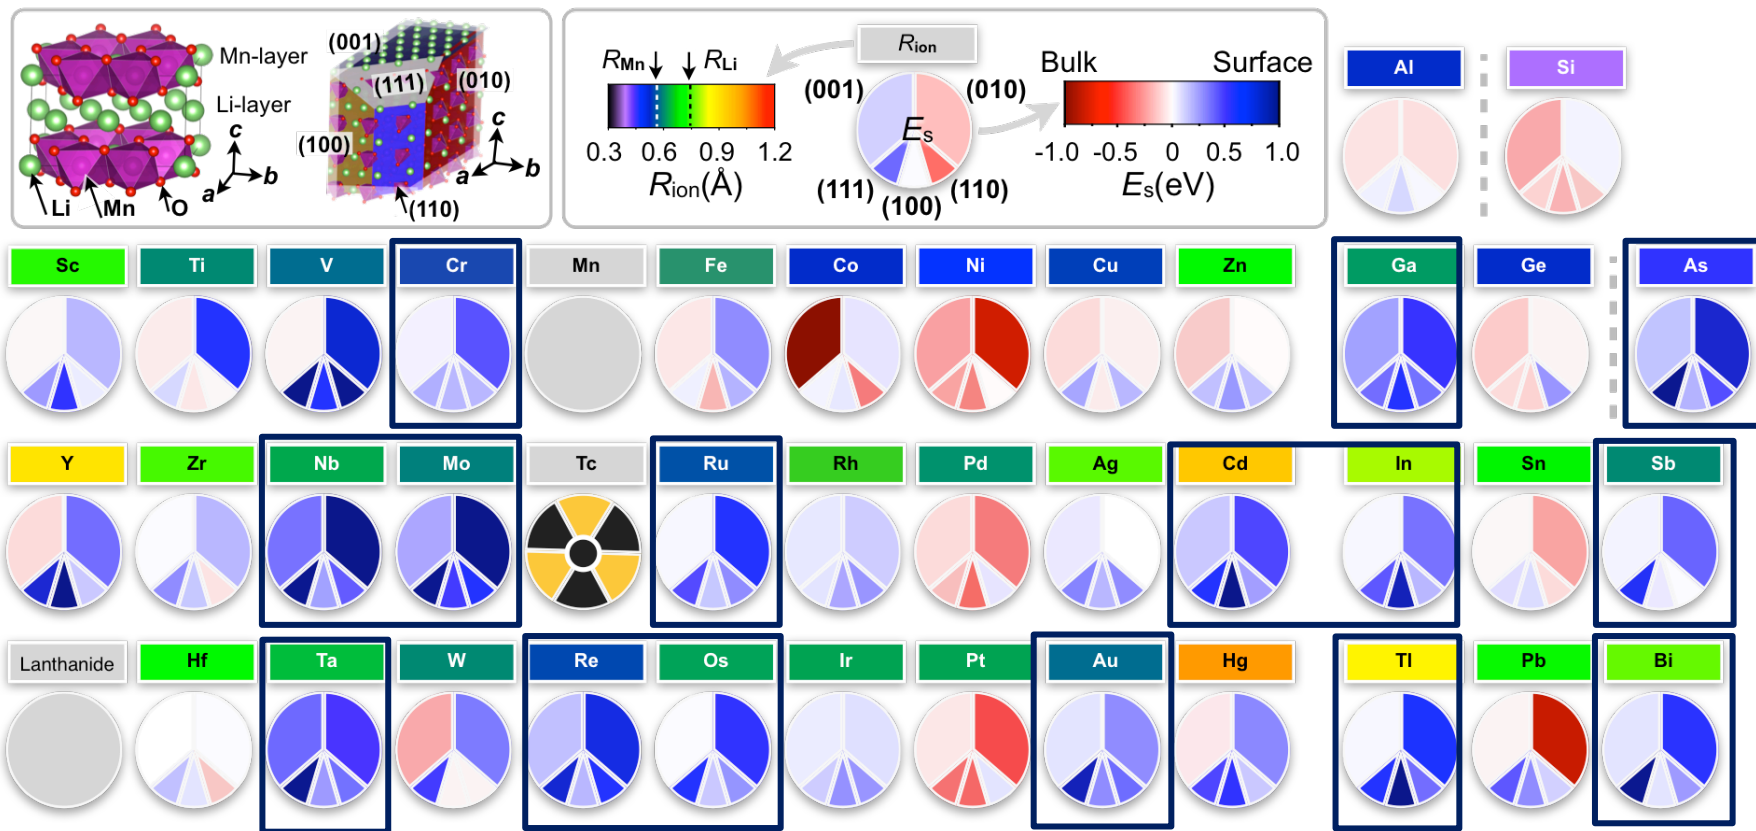 Mn-layer
Li-layer
Li
Mn
O
c
b
a
(001)
(111)
(010)
(100)
(110)
c
a
b
RMn
RLi
0.3 0.6 0.9 1.2
Rion(Å)
Rion
(001)
(010)
Es
(111)
(110)
(100)
Bulk
Surface
-1.0 -0.5 0 0.5 1.0
Es(eV)
Al
Si
Sc Ti V Cr Mn Fe Co Ni Cu Zn Ga Ge As
Y Zr Nb Mo Tc Ru Rh Pd Ag Cd In Sn Sb
Lanthanide Hf Ta W Re Os Ir Pt Au Hg Tl Pb Bi